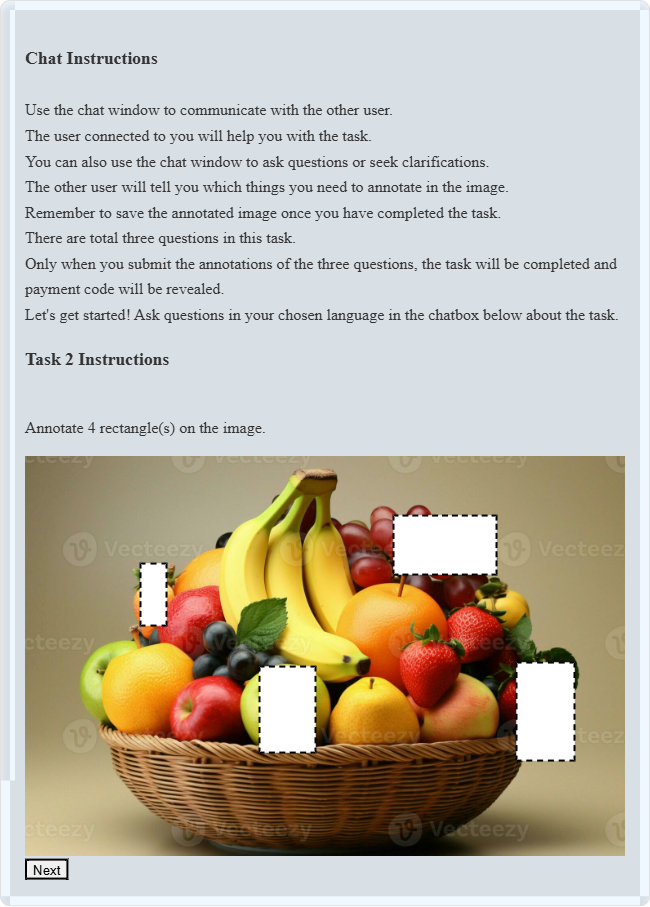 Chat Instructions
Use the chat window to communicate with the other user.
The user connected to you will help you with the task.
You can also use the chat window to ask questions or seek clarifications.
The other user will tell you which things you need to annotate in the image.
Remember to save the annotated image once you have completed the task.
There are total three questions in this task.
Only when you submit the annotations of the three questions, the task will be completed and
payment code will be revealed.
Let's get started! Ask questions in your chosen language in the chatbox below about the task.
Task 2 Instructions
Annotate 4 rectangle(s) on the image.
Vecteezy
Vecteezy
Vecteezy
Vecteezy
Next